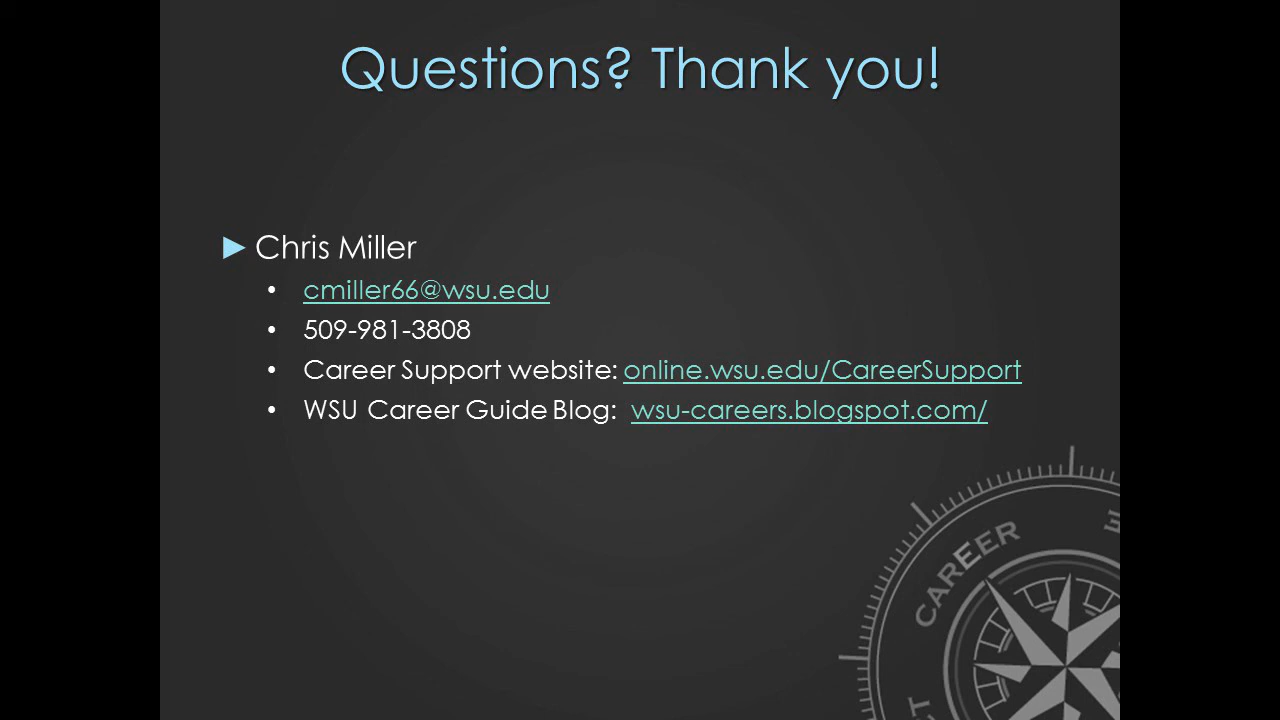 Questions? Thank you!
► Chris Miller
• cmiller66@wsu.edu
• 509-981-3808
• Career Support website: online.wsu.edu/CareerSupport
• WSU Career Guide Blog: wsu-careers.blogspot.com/
CAREER